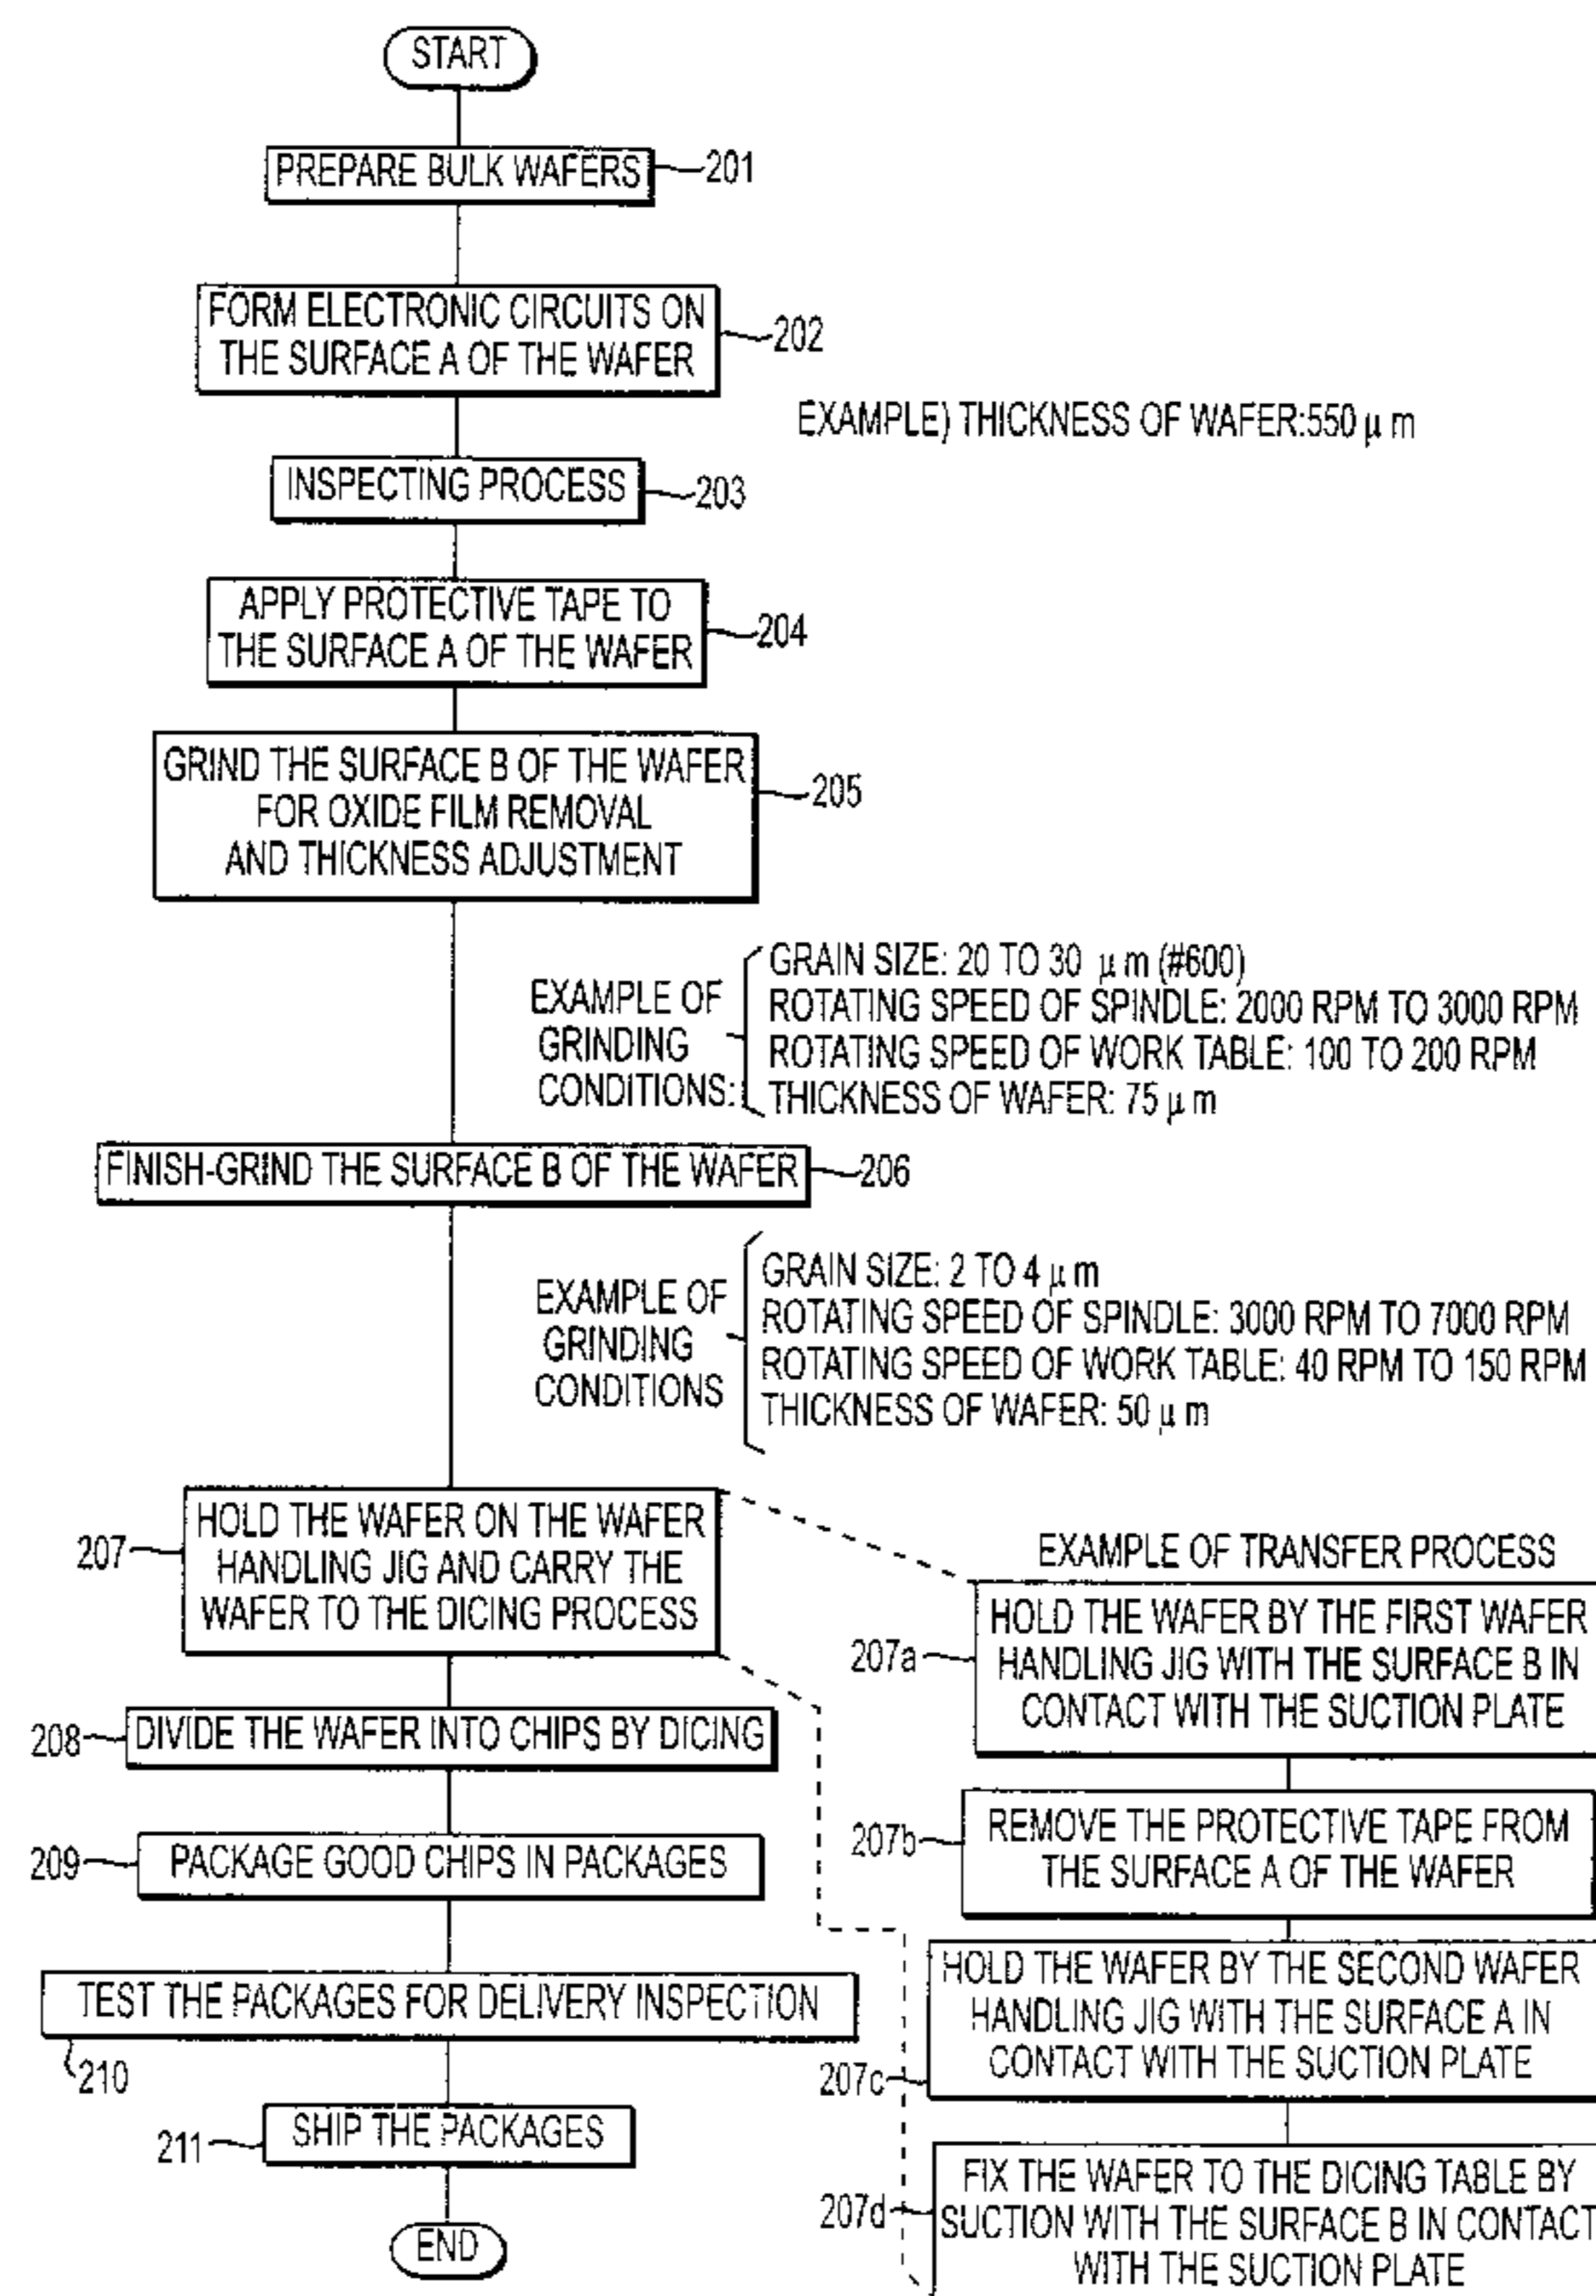 START
PREPARE BULK WAFERS
201
FORM ELECTRONIC CIRCUITS ON
THE SURFACE A OF THE WAFER
202
EXAMPLE) THICKNESS OF WAFER:550 μ m
INSPECTING PROCESS
203
APPLY PROTECTIVE TAPE TO
THE SURFACE A OF THE WAFER
204
GRIND THE SURFACE B OF THE WAFER
FOR OXIDE FILM REMOVAL
AND THICKNESS ADJUSTMENT
205
EXAMPLE OF
GRINDING
CONDITIONS:
GRAIN SIZE: 20 TO 30 μ m (#600)
ROTATING SPEED OF SPINDLE: 2000 RPM TO 3000 RPM
ROTATING SPEED OF WORK TABLE: 100 TO 200 RPM
THICKNESS OF WAFER: 75 μ m
FINISH-GRIND THE SURFACE B OF THE WAFER
206
EXAMPLE OF
GRINDING
CONDITIONS
GRAIN SIZE: 2 TO 4 μ m
ROTATING SPEED OF SPINDLE: 3000 RPM TO 7000 RPM
ROTATING SPEED OF WORK TABLE: 40 RPM TO 150 RPM
THICKNESS OF WAFER: 50 μ m
207
HOLD THE WAFER ON THE WAFER
HANDLING JIG AND CARRY THE
WAFER TO THE DICING PROCESS
208
DIVIDE THE WAFER INTO CHIPS BY DICING
209
PACKAGE GOOD CHIPS IN PACKAGES
TEST THE PACKAGES FOR DELIVERY INSPECTION
210
211
SHIP THE PACKAGES
END
EXAMPLE OF TRANSFER PROCESS
207a
HOLD THE WAFER BY THE FIRST WAFER
HANDLING JIG WITH THE SURFACE B IN
CONTACT WITH THE SUCTION PLATE
207b
REMOVE THE PROTECTIVE TAPE FROM
THE SURFACE A OF THE WAFER
HOLD THE WAFER BY THE SECOND WAFER
HANDLING JIG WITH THE SURFACE A IN
CONTACT WITH THE SUCTION PLATE
207c
FIX THE WAFER TO THE DICING TABLE BY
207d
SUCTION WITH THE SURFACE B IN CONTACT
WITH THE SUCTION PLATE